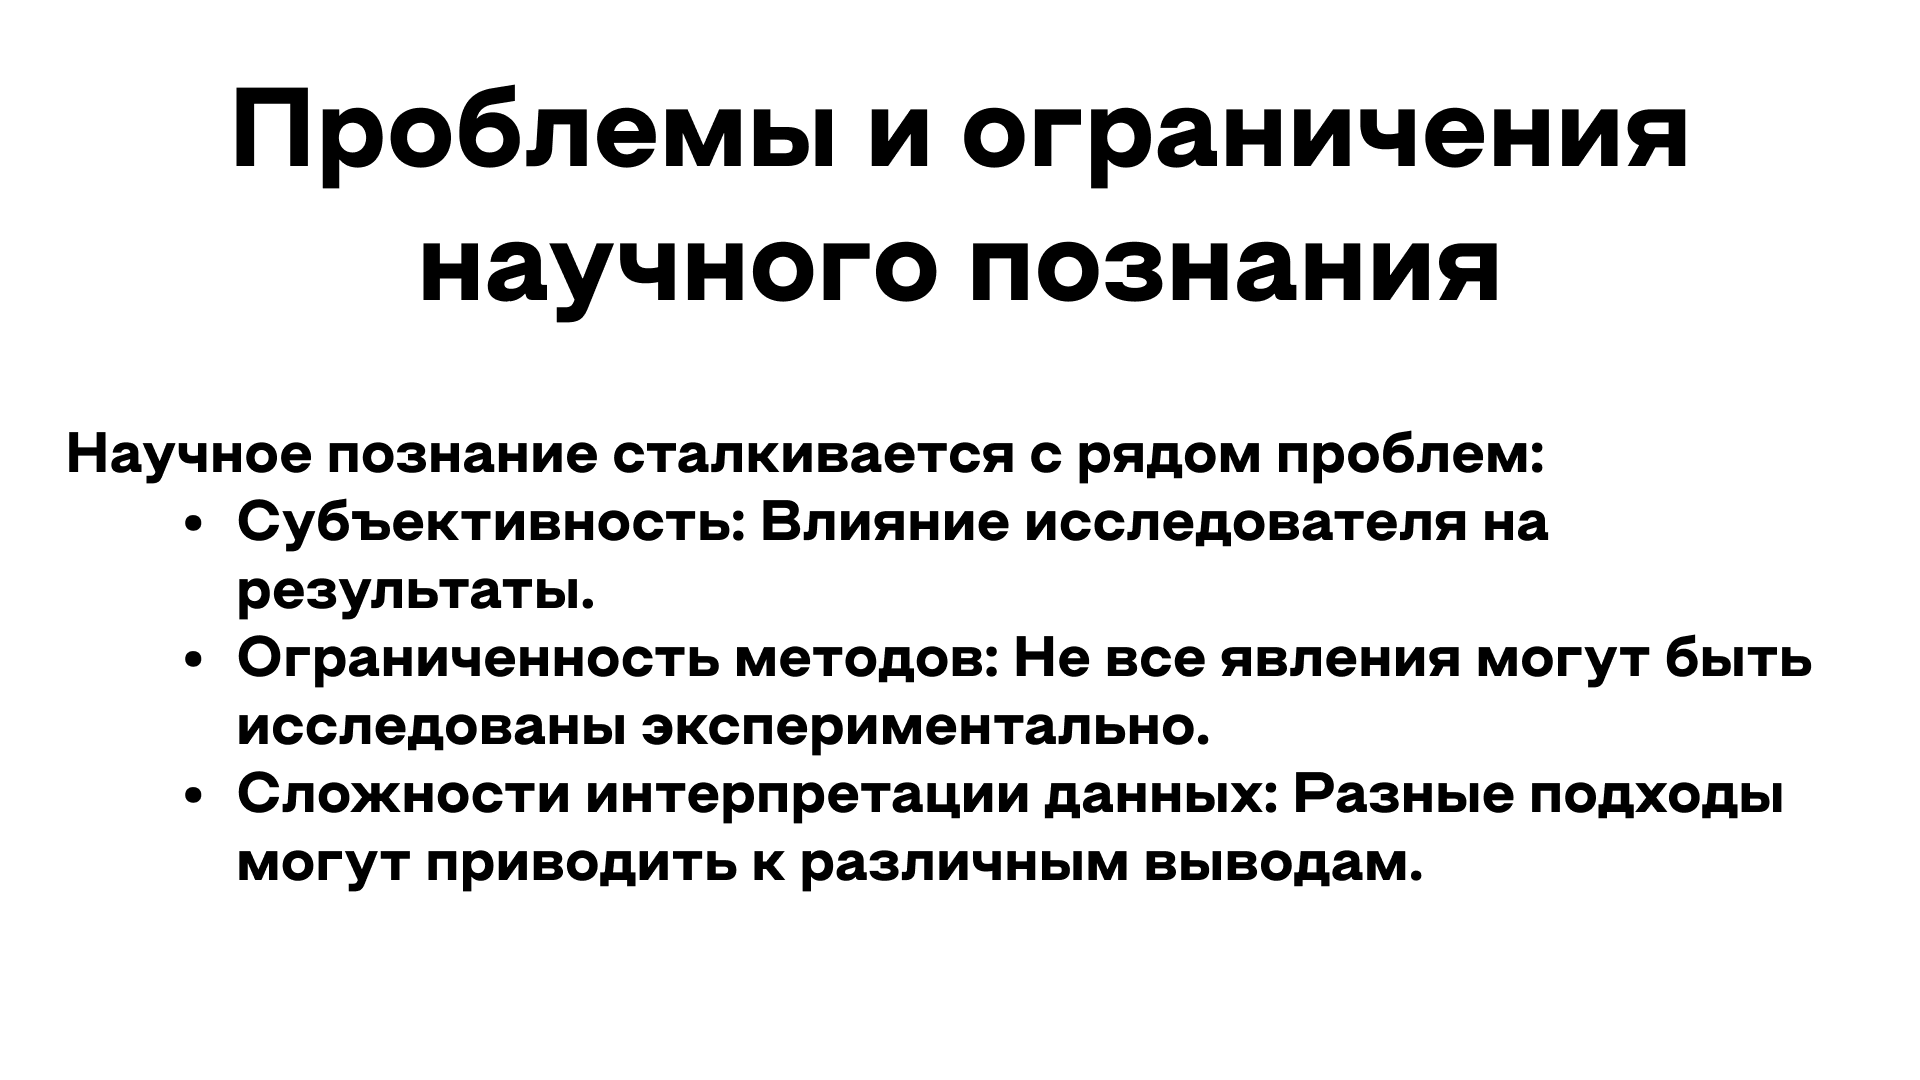 Проблемы и ограничения
научного познания
Научное познание сталкивается с рядом проблем:
• Субъективность: Влияние исследователя на
результаты.
• Ограниченность методов: Не все явления могут быть
исследованы экспериментально.
• Сложности интерпретации данных: Разные подходы
могут приводить к различным выводам.